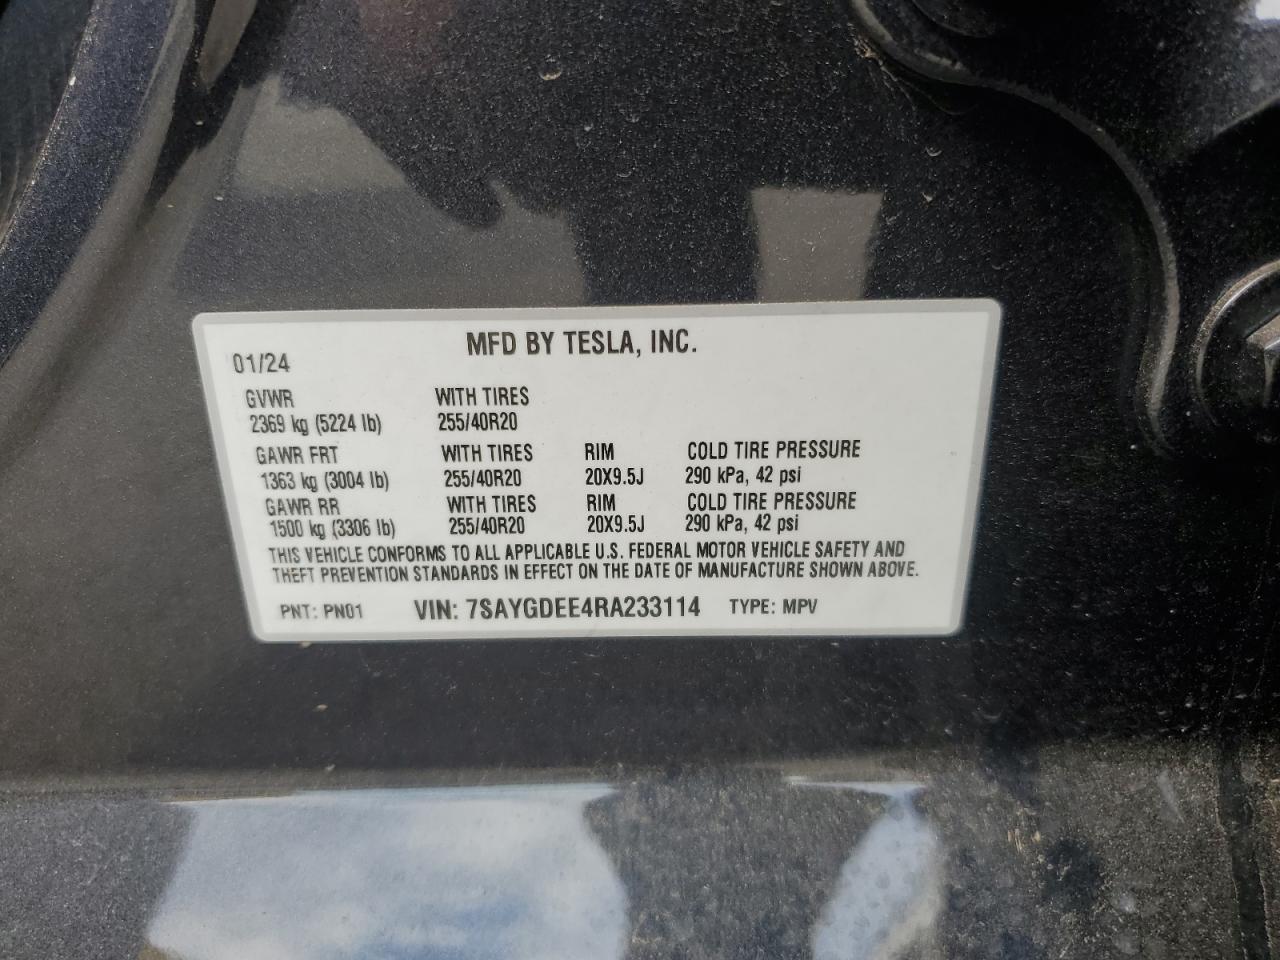 MFD BY TESLA, INC.
01/24
GVWR WITH TIRES
2369 kg (5224 lb) 255/40R20
GAWR FRT WITH TIRES RIM COLD TIRE PRESSURE
1363 kg (3004 lb) 255/40R20 20X9.5J 290 kPa, 42 psi
GAWR RR WITH TIRES RIM COLD TIRE PRESSURE
1500 kg (3306 lb) 255/40R20 20X9.5J 290 kPa, 42 psi
THIS VEHICLE CONFORMS TO ALL APPLICABLE U.S. FEDERAL MOTOR VEHICLE SAFETY AND
THEFT PREVENTION STANDARDS IN EFFECT ON THE DATE OF MANUFACTURE SHOWN ABOVE.
PNT: PN01 VIN: 7SAYGDEE4RA233114 TYPE: MPV